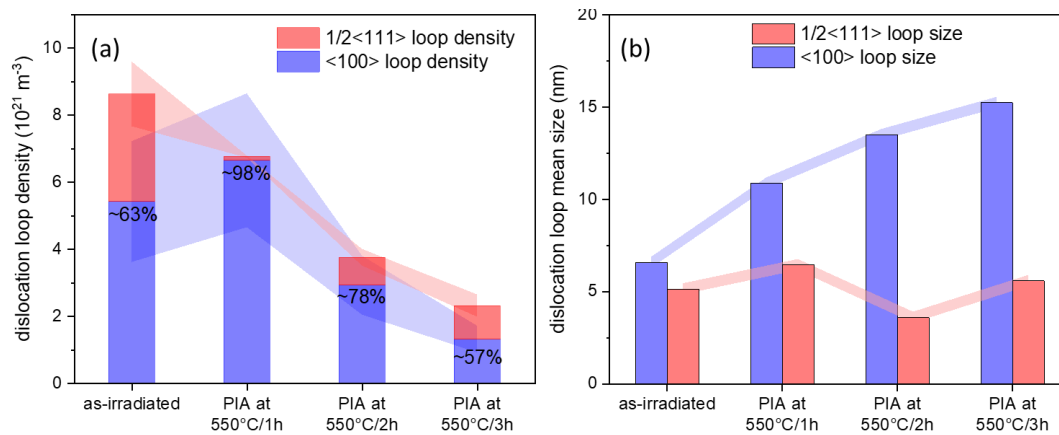 (a)
1/2<111> loop density
<100> loop density
dislocation loop density (10²¹ m⁻³)
10
8
6
4
2
0
~63%
~98%
~78%
~57%
as-irradiated
PIA at
550°C/1h
PIA at
550°C/2h
PIA at
550°C/3h
(b)
1/2<111> loop size
<100> loop size
dislocation loop mean size (nm)
20
15
10
5
0
as-irradiated
PIA at
550°C/1h
PIA at
550°C/2h
PIA at
550°C/3h